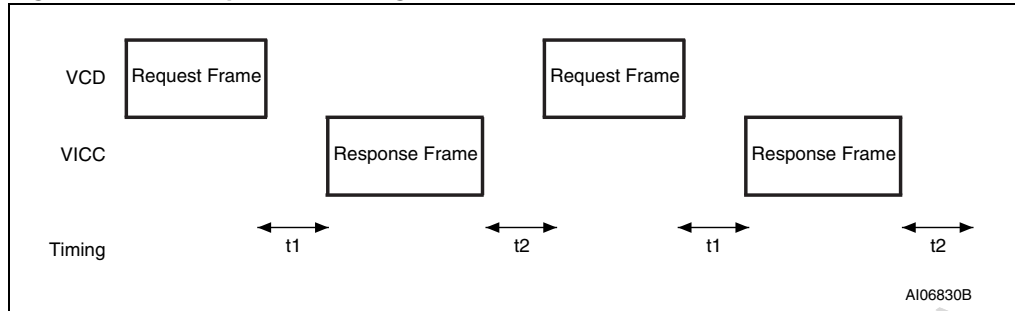 VCD Request Frame Request Frame
VICC Response Frame Response Frame
Timing t1 t2 t1 t2
AI06830B